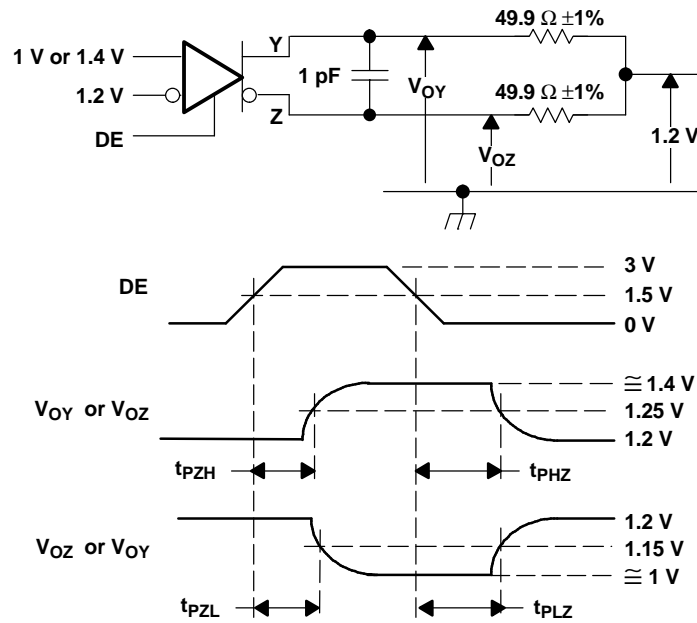 Y
49.9 Ω ±1%
1 V or 1.4 V
1 pF
VOY
49.9 Ω ±1%
1.2 V
Z
DE
VOZ
1.2 V
3 V
DE
1.5 V
0 V
≅ 1.4 V
VOY or VOZ
1.25 V
1.2 V
tPZH
tPHZ
1.2 V
VOZ or VOY
1.15 V
≅ 1 V
tPZL
tPLZ